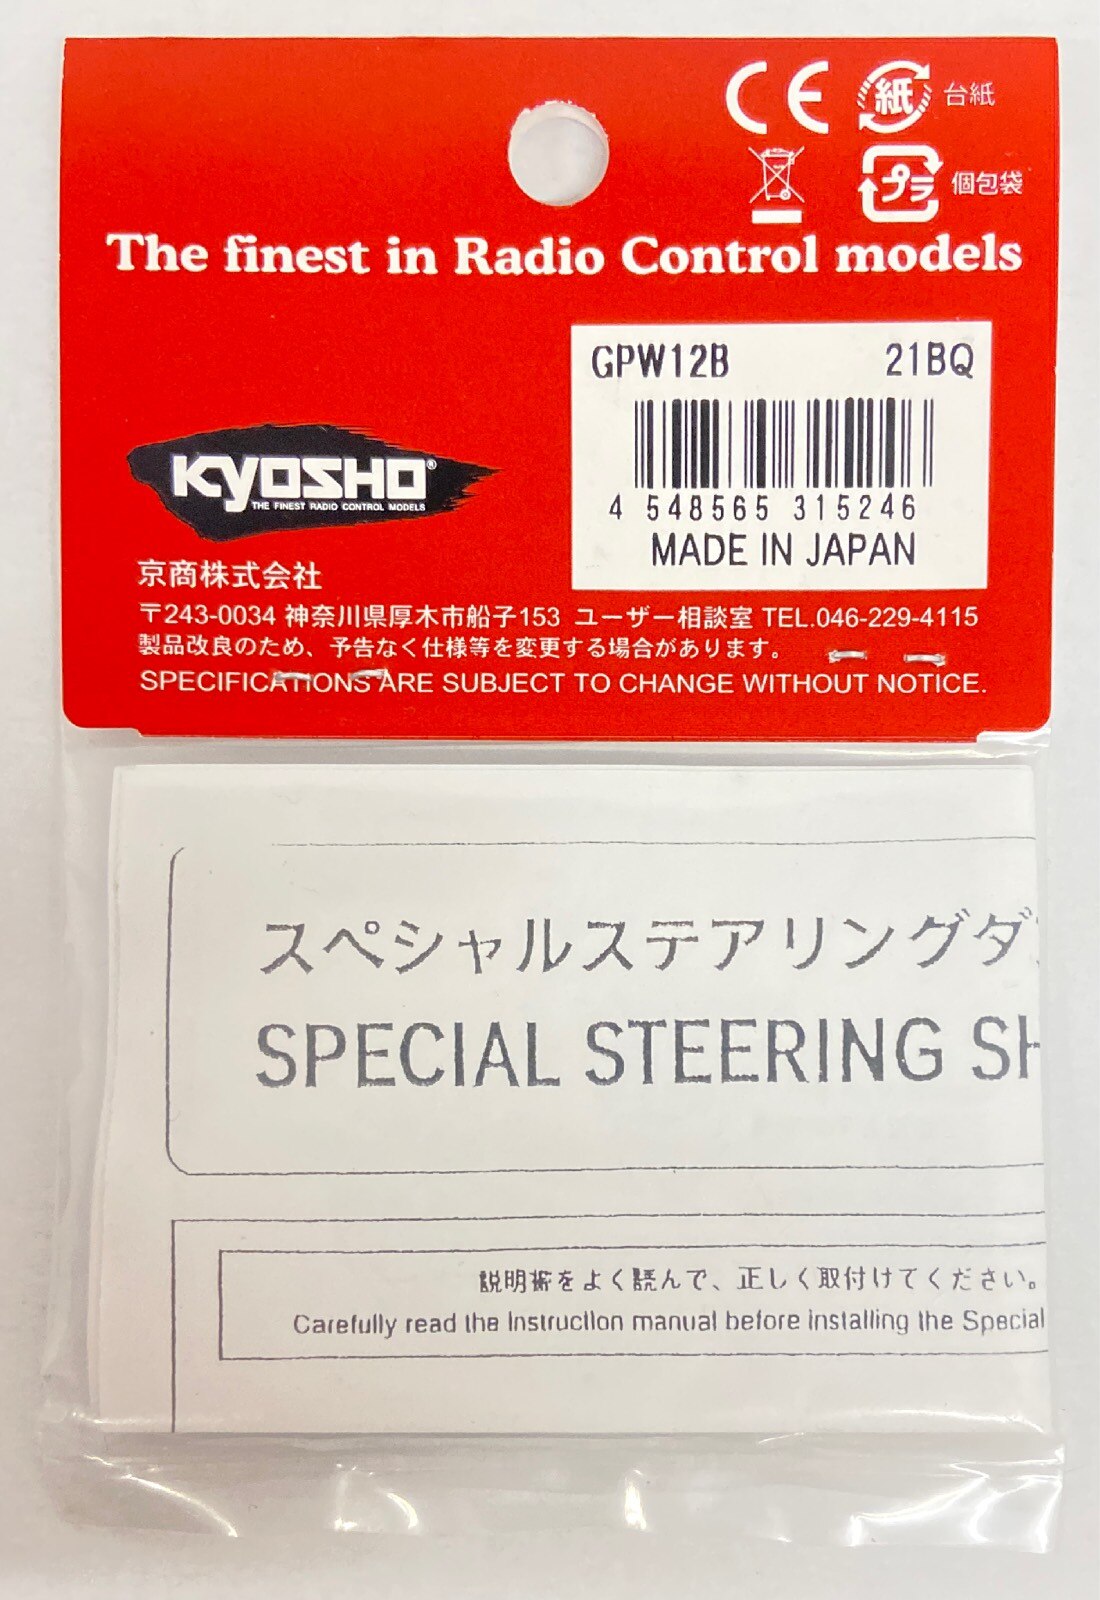 CE 紙 台紙
プラ 個包袋
The finest in Radio Control models
GPW12B 21BQ
4 548565 315246
MADE IN JAPAN
KYOSHO®
THE FINEST RADIO CONTROL MODELS
京商株式会社
〒243-0034 神奈川県厚木市船子153 ユーザー相談室 TEL.046-229-4115
製品改良のため、予告なく仕様等を変更する場合があります。
SPECIFICATIONS ARE SUBJECT TO CHANGE WITHOUT NOTICE.
スペシャルステアリングダ
SPECIAL STEERING SH
説明書をよく読んで、正しく取付けてください。
Carefully read the Instruction manual before installing the Special